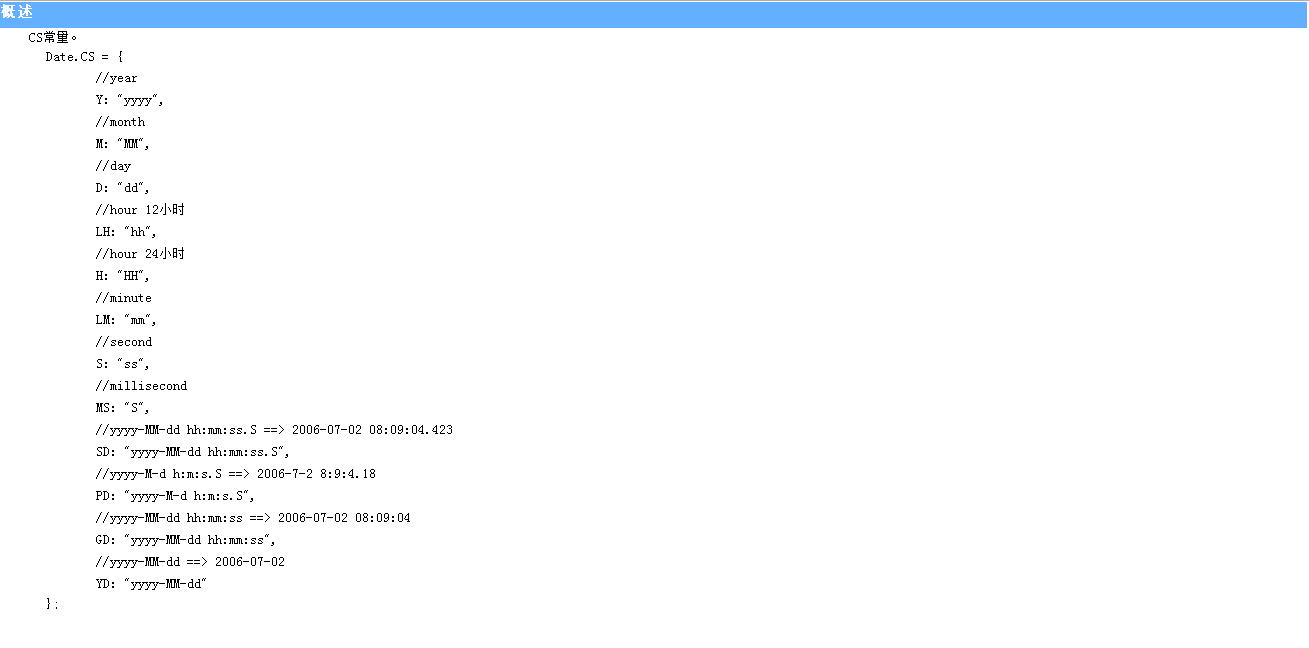 概述
CS常量。
Date.CS = {
//year
Y: "yyyy",
//month
M: "MM",
//day
D: "dd",
//hour 12小时
LH: "hh",
//hour 24小时
H: "HH",
//minute
LM: "mm",
//second
S: "ss",
//millisecond
MS: "S",
//yyyy-MM-dd hh:mm:ss.S ==> 2006-07-02 08:09:04.423
SD: "yyyy-MM-dd hh:mm:ss.S",
//yyyy-M-d h:m:s.S ==> 2006-7-2 8:9:4.18
PD: "yyyy-M-d h:m:s.S",
//yyyy-MM-dd hh:mm:ss ==> 2006-07-02 08:09:04
GD: "yyyy-MM-dd hh:mm:ss",
//yyyy-MM-dd ==> 2006-07-02
YD: "yyyy-MM-dd"
};